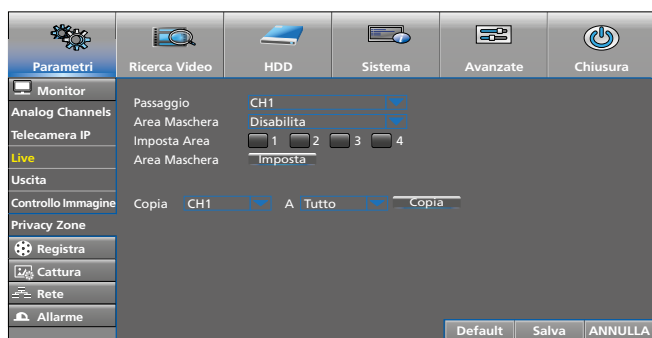 Parametri Ricerca Video HDD Sistema Avanzate Chiusura
Monitor
Analog Channels
Telecamera IP
Live
Uscita
Controllo Immagine
Privacy Zone
Registra
Cattura
Rete
Allarme
Passaggio CH1
Area Maschera Disabilita
Imposta Area 1 2 3 4
Area Maschera Imposta
Copia CH1 A Tutto Copia
Default Salva ANNULLA